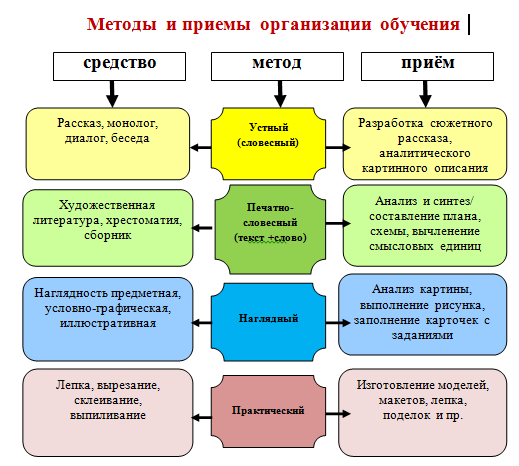 Методы и приемы организации обучения
средство
метод
приём
Рассказ, монолог,
диалог, беседа
Устный
(словесный)
Разработка сюжетного
рассказа,
аналитического
картинного описания
Художественная
литература, хрестоматия,
сборник
Печатно-
словесный
(текст +слово)
Анализ и синтез/
составление плана,
схемы, вычленение
смысловых единиц
Наглядность предметная,
условно-графическая,
иллюстративная
Наглядный
Анализ картины,
выполнение рисунка,
заполнение карточек с
заданиями
Лепка, вырезание,
склеивание,
выпиливание
Практический
Изготовление моделей,
макетов, лепка,
поделок и пр.